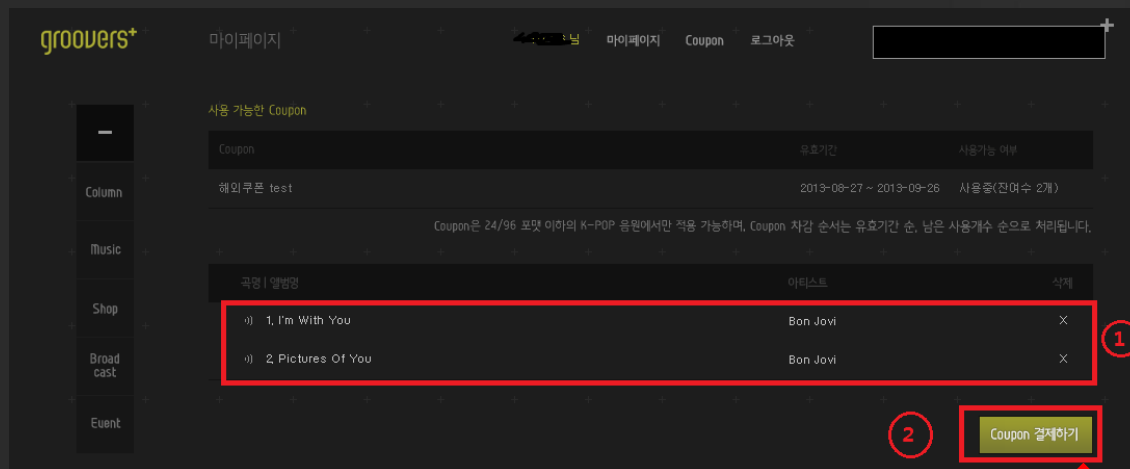 groovers+
마이페이지
님 마이페이지 Coupon 로그아웃
사용 가능한 Coupon
Coupon 유효기간 사용가능 여부
해외쿠폰 test 2013-08-27 ~ 2013-09-26 사용중(잔여수 2개)
Coupon은 24/96 포맷 이하의 K-POP 음원에서만 적용 가능하며, Coupon 차감 순서는 유효기간 순, 남은 사용개수 순으로 처리됩니다.
곡명 | 앨범명 아티스트 삭제
1, I'm With You Bon Jovi X
2, Pictures Of You Bon Jovi X
1
Column
Music
Shop
Broad
cast
Event
2
Coupon 결제하기